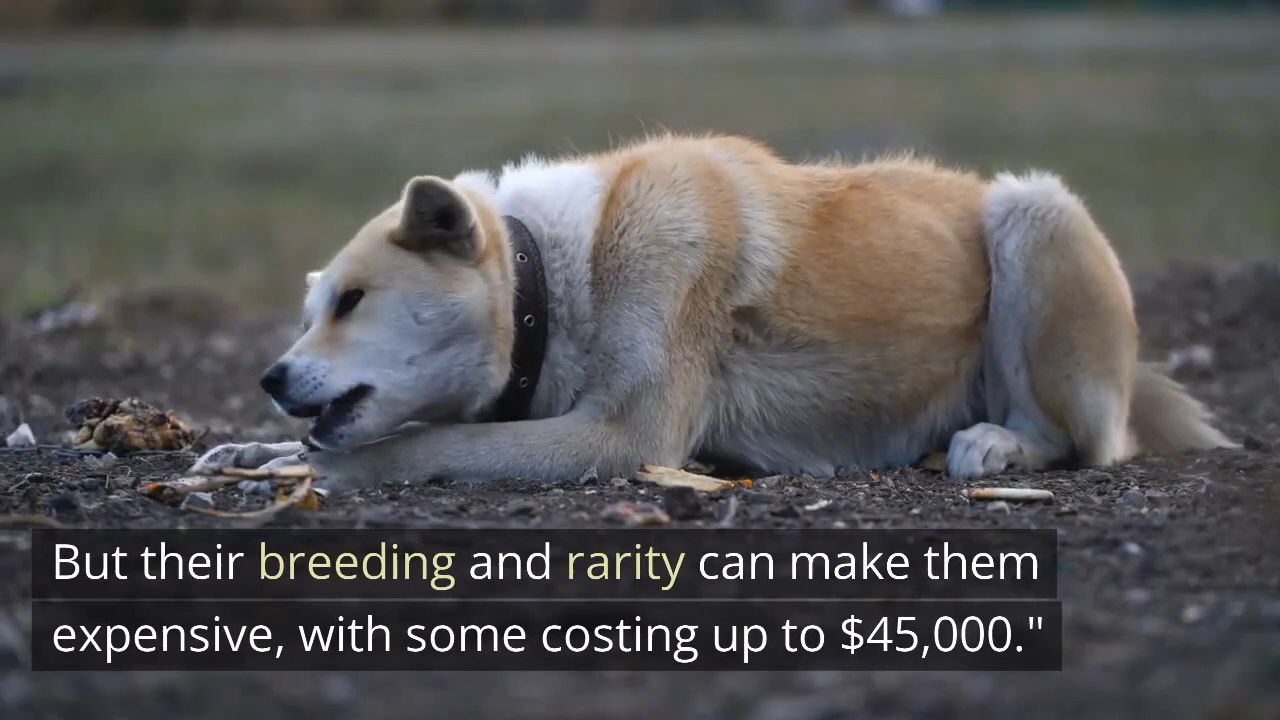 But their breeding and rarity can make them
expensive, with some costing up to $45,000."